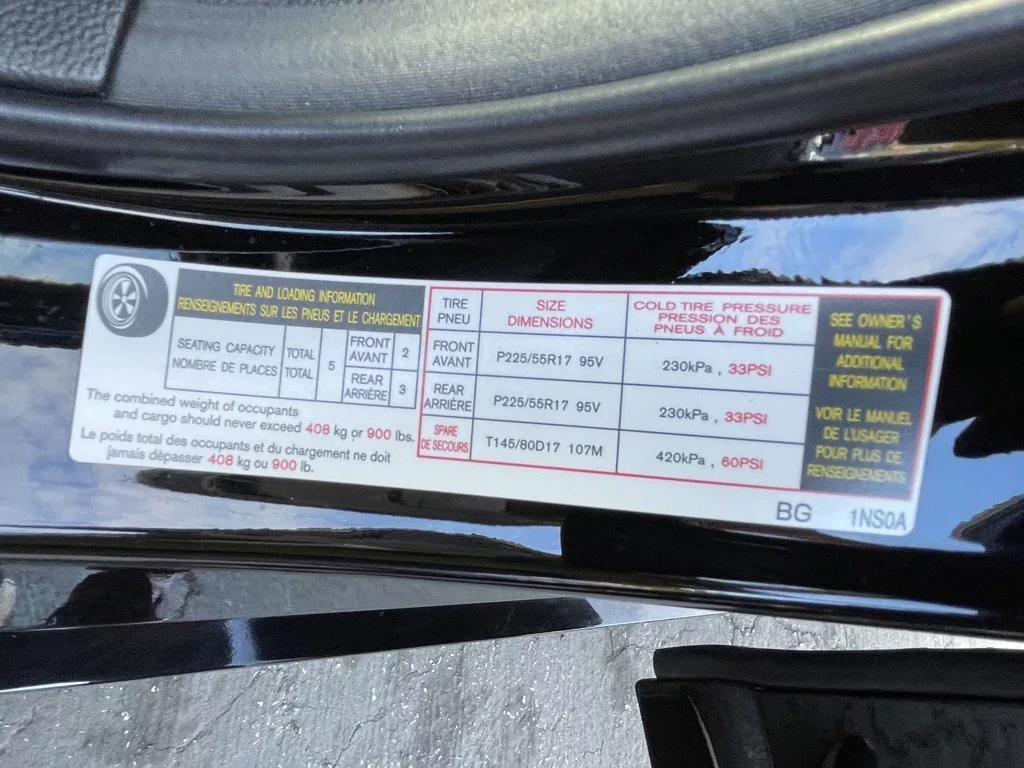 TIRE AND LOADING INFORMATION
RENSEIGNEMENTS SUR LES PNEUS ET LE CHARGEMENT
SEATING CAPACITY
NOMBRE DE PLACES
TOTAL
TOTAL
5
FRONT
AVANT
2
REAR
ARRIÈRE
3
The combined weight of occupants
and cargo should never exceed 408 kg or 900 lbs.
Le poids total des occupants et du chargement ne doit
jamais dépasser 408 kg ou 900 lb.
TIRE
PNEU
SIZE
DIMENSIONS
COLD TIRE PRESSURE
PRESSION DES
PNEUS À FROID
FRONT
AVANT
P225/55R17 95V
230kPa , 33PSI
REAR
ARRIÈRE
P225/55R17 95V
230kPa , 33PSI
SPARE
DE SECOURS
T145/80D17 107M
420kPa , 60PSI
SEE OWNER'S
MANUAL FOR
ADDITIONAL
INFORMATION
VOIR LE MANUEL
DE L'USAGER
POUR PLUS DE
RENSEIGNEMENTS
BG 1NS0A